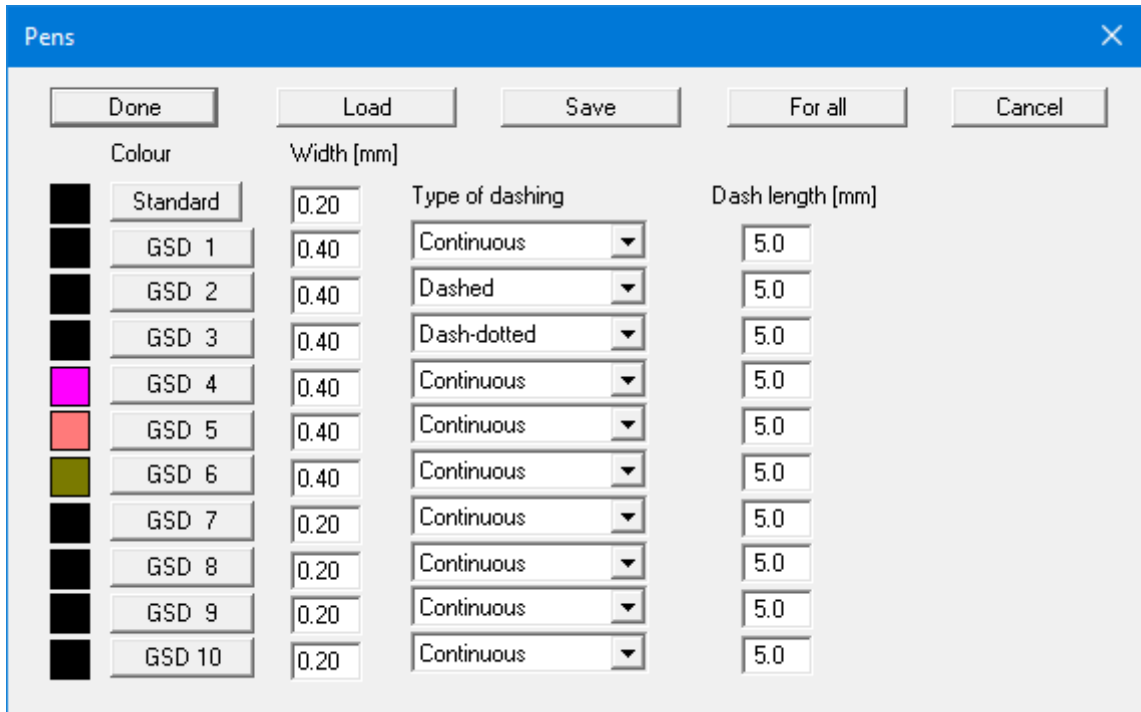 Pens
Done Load Save For all Cancel
Colour Width [mm]
Standard 0.20 Type of dashing Dash length [mm]
GSD 1 0.40 Continuous 5.0
GSD 2 0.40 Dashed 5.0
GSD 3 0.40 Dash-dotted 5.0
GSD 4 0.40 Continuous 5.0
GSD 5 0.40 Continuous 5.0
GSD 6 0.40 Continuous 5.0
GSD 7 0.20 Continuous 5.0
GSD 8 0.20 Continuous 5.0
GSD 9 0.20 Continuous 5.0
GSD 10 0.20 Continuous 5.0